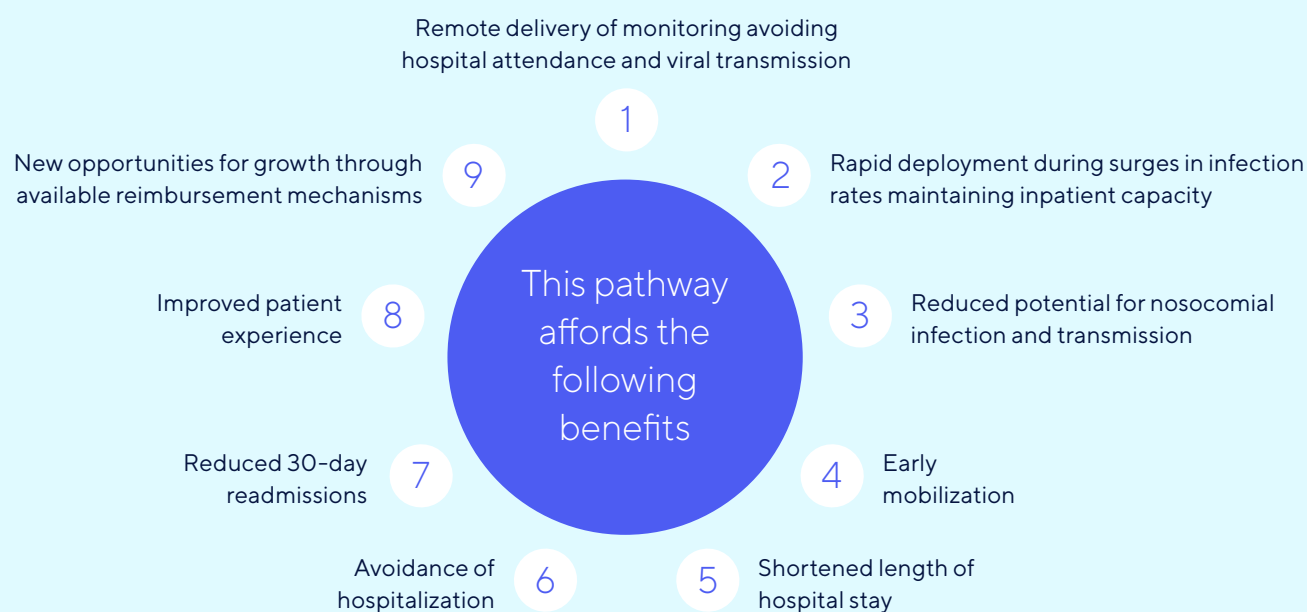 Remote delivery of monitoring avoiding
hospital attendance and viral transmission
1
2
Rapid deployment during surges in infection
rates maintaining inpatient capacity
3
Reduced potential for nosocomial
infection and transmission
4
Early
mobilization
5
Shortened length of
hospital stay
6
Avoidance of
hospitalization
7
Reduced 30-day
readmissions
8
Improved patient
experience
9
New opportunities for growth through
available reimbursement mechanisms
This pathway
affords the
following
benefits